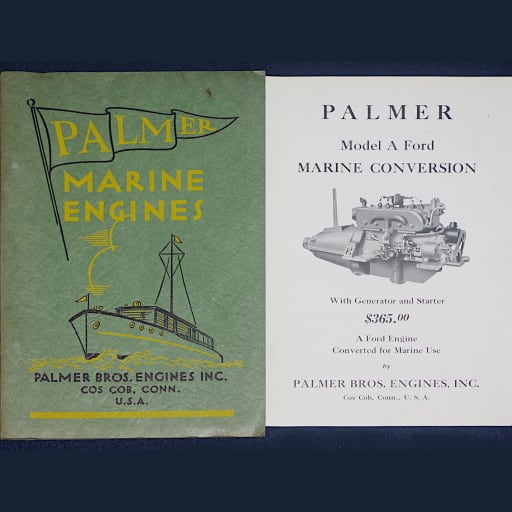 PALMER
MARINE
ENGINES
PALMER BROS. ENGINES INC.
COS COB, CONN.
U.S.A.
PALMER
Model A Ford
MARINE CONVERSION
With Generator and Starter
$365.00
A Ford Engine
Converted for Marine Use
by
PALMER BROS. ENGINES, INC.
Cos Cob, Conn., U. S. A.